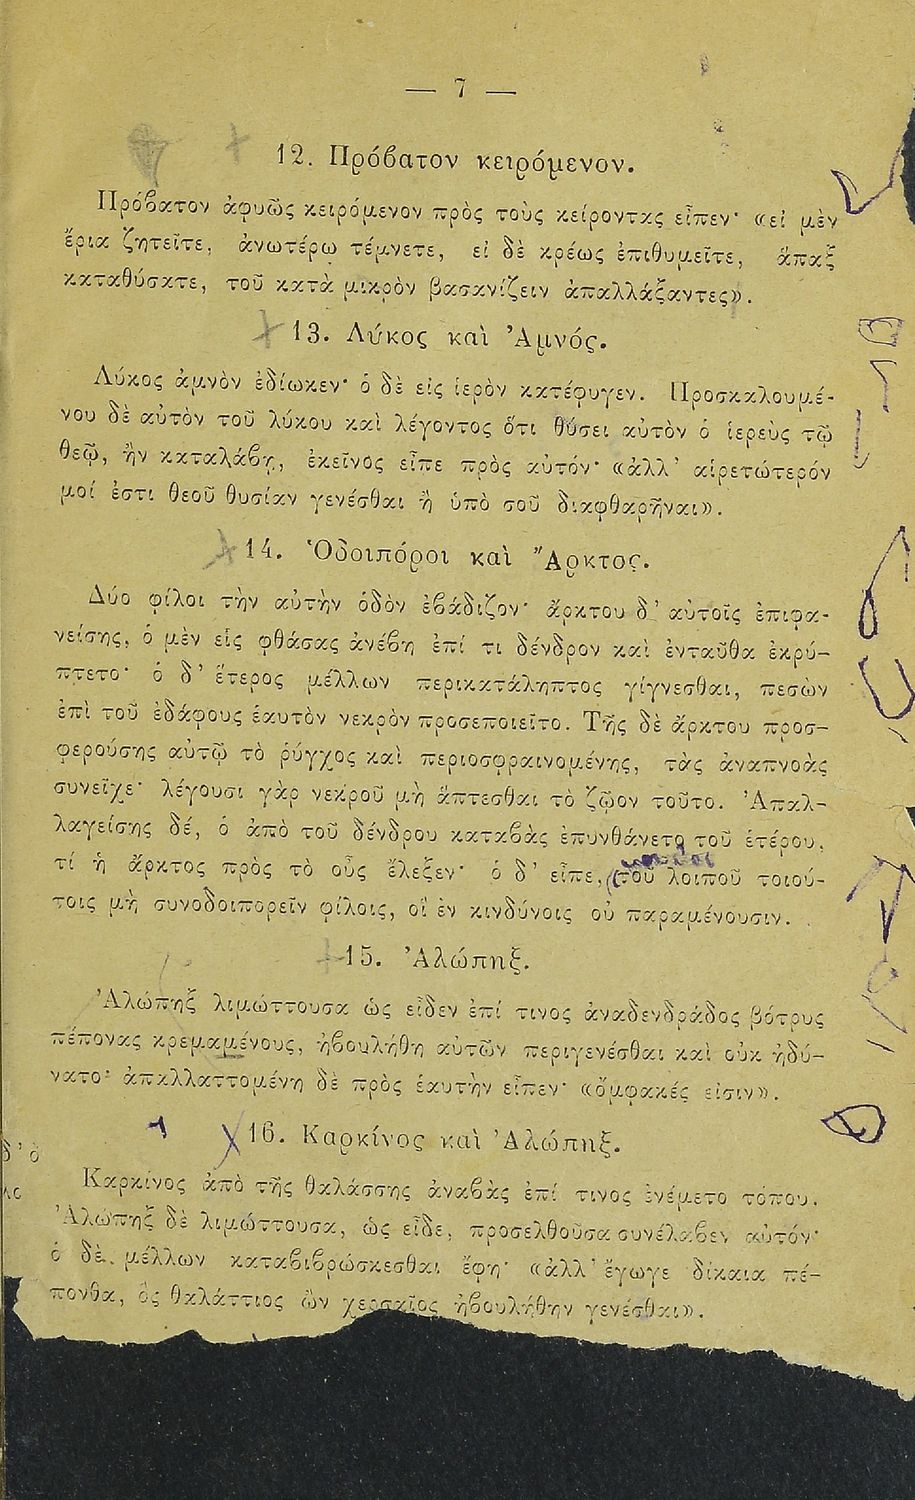 — 7 —
12. Πρόβατον κειρόμενον.
Πρόβατον ἀφυῶς κειρόμενον πρὸς τοὺς κείροντας εἶπεν· «εἰ μὲν
ἔρια ζητεῖτε, ἀνωτέρω τέμνετε, εἰ δὲ κρέως ἐπιθυμεῖτε, ἅπαξ
καταθύσατε, τοῦ κατὰ μικρὸν βασανίζειν ἀπαλλάξαντες».
13. Λύκος καὶ Ἀμνός.
Λύκος ἀμνὸν ἐδίωκεν· ὁ δὲ εἰς ἱερὸν κατέφυγεν. Προσκαλουμέ-
νου δὲ αὐτὸν τοῦ λύκου καὶ λέγοντος ὅτι θύσει αὐτὸν ὁ ἱερεὺς τῷ
θεῷ, ἢν καταλάβῃ, ἐκεῖνος εἶπε πρὸς αὐτόν· «ἀλλ' αἱρετώτερόν
μοί ἐστι θεοῦ θυσίαν γενέσθαι ἢ ὑπὸ σοῦ διαφθαρῆναι».
14. Ὁδοιπόροι καὶ Ἄρκτος.
Δύο φίλοι τὴν αὐτὴν ὁδὸν ἐβάδιζον· ἄρκτου δ' αὐτοῖς ἐπιφα-
νείσης, ὁ μὲν εἷς φθάσας ἀνέβη ἐπί τι δένδρον καὶ ἐνταῦθα ἐκρύ-
πτετο· ὁ δ' ἕτερος μέλλων περικατάληπτος γίγνεσθαι, πεσὼν
ἐπὶ τοῦ ἐδάφους ἑαυτὸν νεκρὸν προσεποιεῖτο. Τῆς δὲ ἄρκτου προσ-
φερούσης αὐτῷ τὸ ῥύγχος καὶ περιοσφραινομένης, τὰς ἀναπνοὰς
συνεῖχε· λέγουσι γὰρ νεκροῦ μὴ ἅπτεσθαι τὸ ζῷον τοῦτο. Ἀπαλ-
λαγείσης δέ, ὁ ἀπὸ τοῦ δένδρου καταβὰς ἐπυνθάνετο τοῦ ἑτέρου,
τί ἡ ἄρκτος πρὸς τὸ οὖς ἔλεξεν· ὁ δ' εἶπε, τοῦ λοιποῦ τοιού-
τοις μὴ συνοδοιπορεῖν φίλοις, οἳ ἐν κινδύνοις οὐ παραμένουσιν.
15. Ἀλώπηξ.
Ἀλώπηξ λιμώττουσα ὡς εἶδεν ἐπί τινος ἀναδενδράδος βότρυς
πέπονας κρεμαμένους, ἠβουλήθη αὐτῶν περιγενέσθαι καὶ οὐκ ἠδύ-
νατο· ἀπαλλαττομένη δὲ πρὸς ἑαυτὴν εἶπεν· «ὄμφακές εἰσιν».
16. Καρκίνος καὶ Ἀλώπηξ.
Καρκίνος ἀπὸ τῆς θαλάσσης ἀναβὰς ἐπί τινος ἐνέμετο τόπου.
Ἀλώπηξ δὲ λιμώττουσα, ὡς εἶδε, προσελθοῦσα συνέλαβεν αὐτόν·
ὁ δὲ μέλλων καταβιβρώσκεσθαι ἔφη· «ἀλλ' ἔγωγε δίκαια πέ-
πονθα, ὃς θαλάττιος ὢν χερσαῖος ἠβουλήθην γενέσθαι».